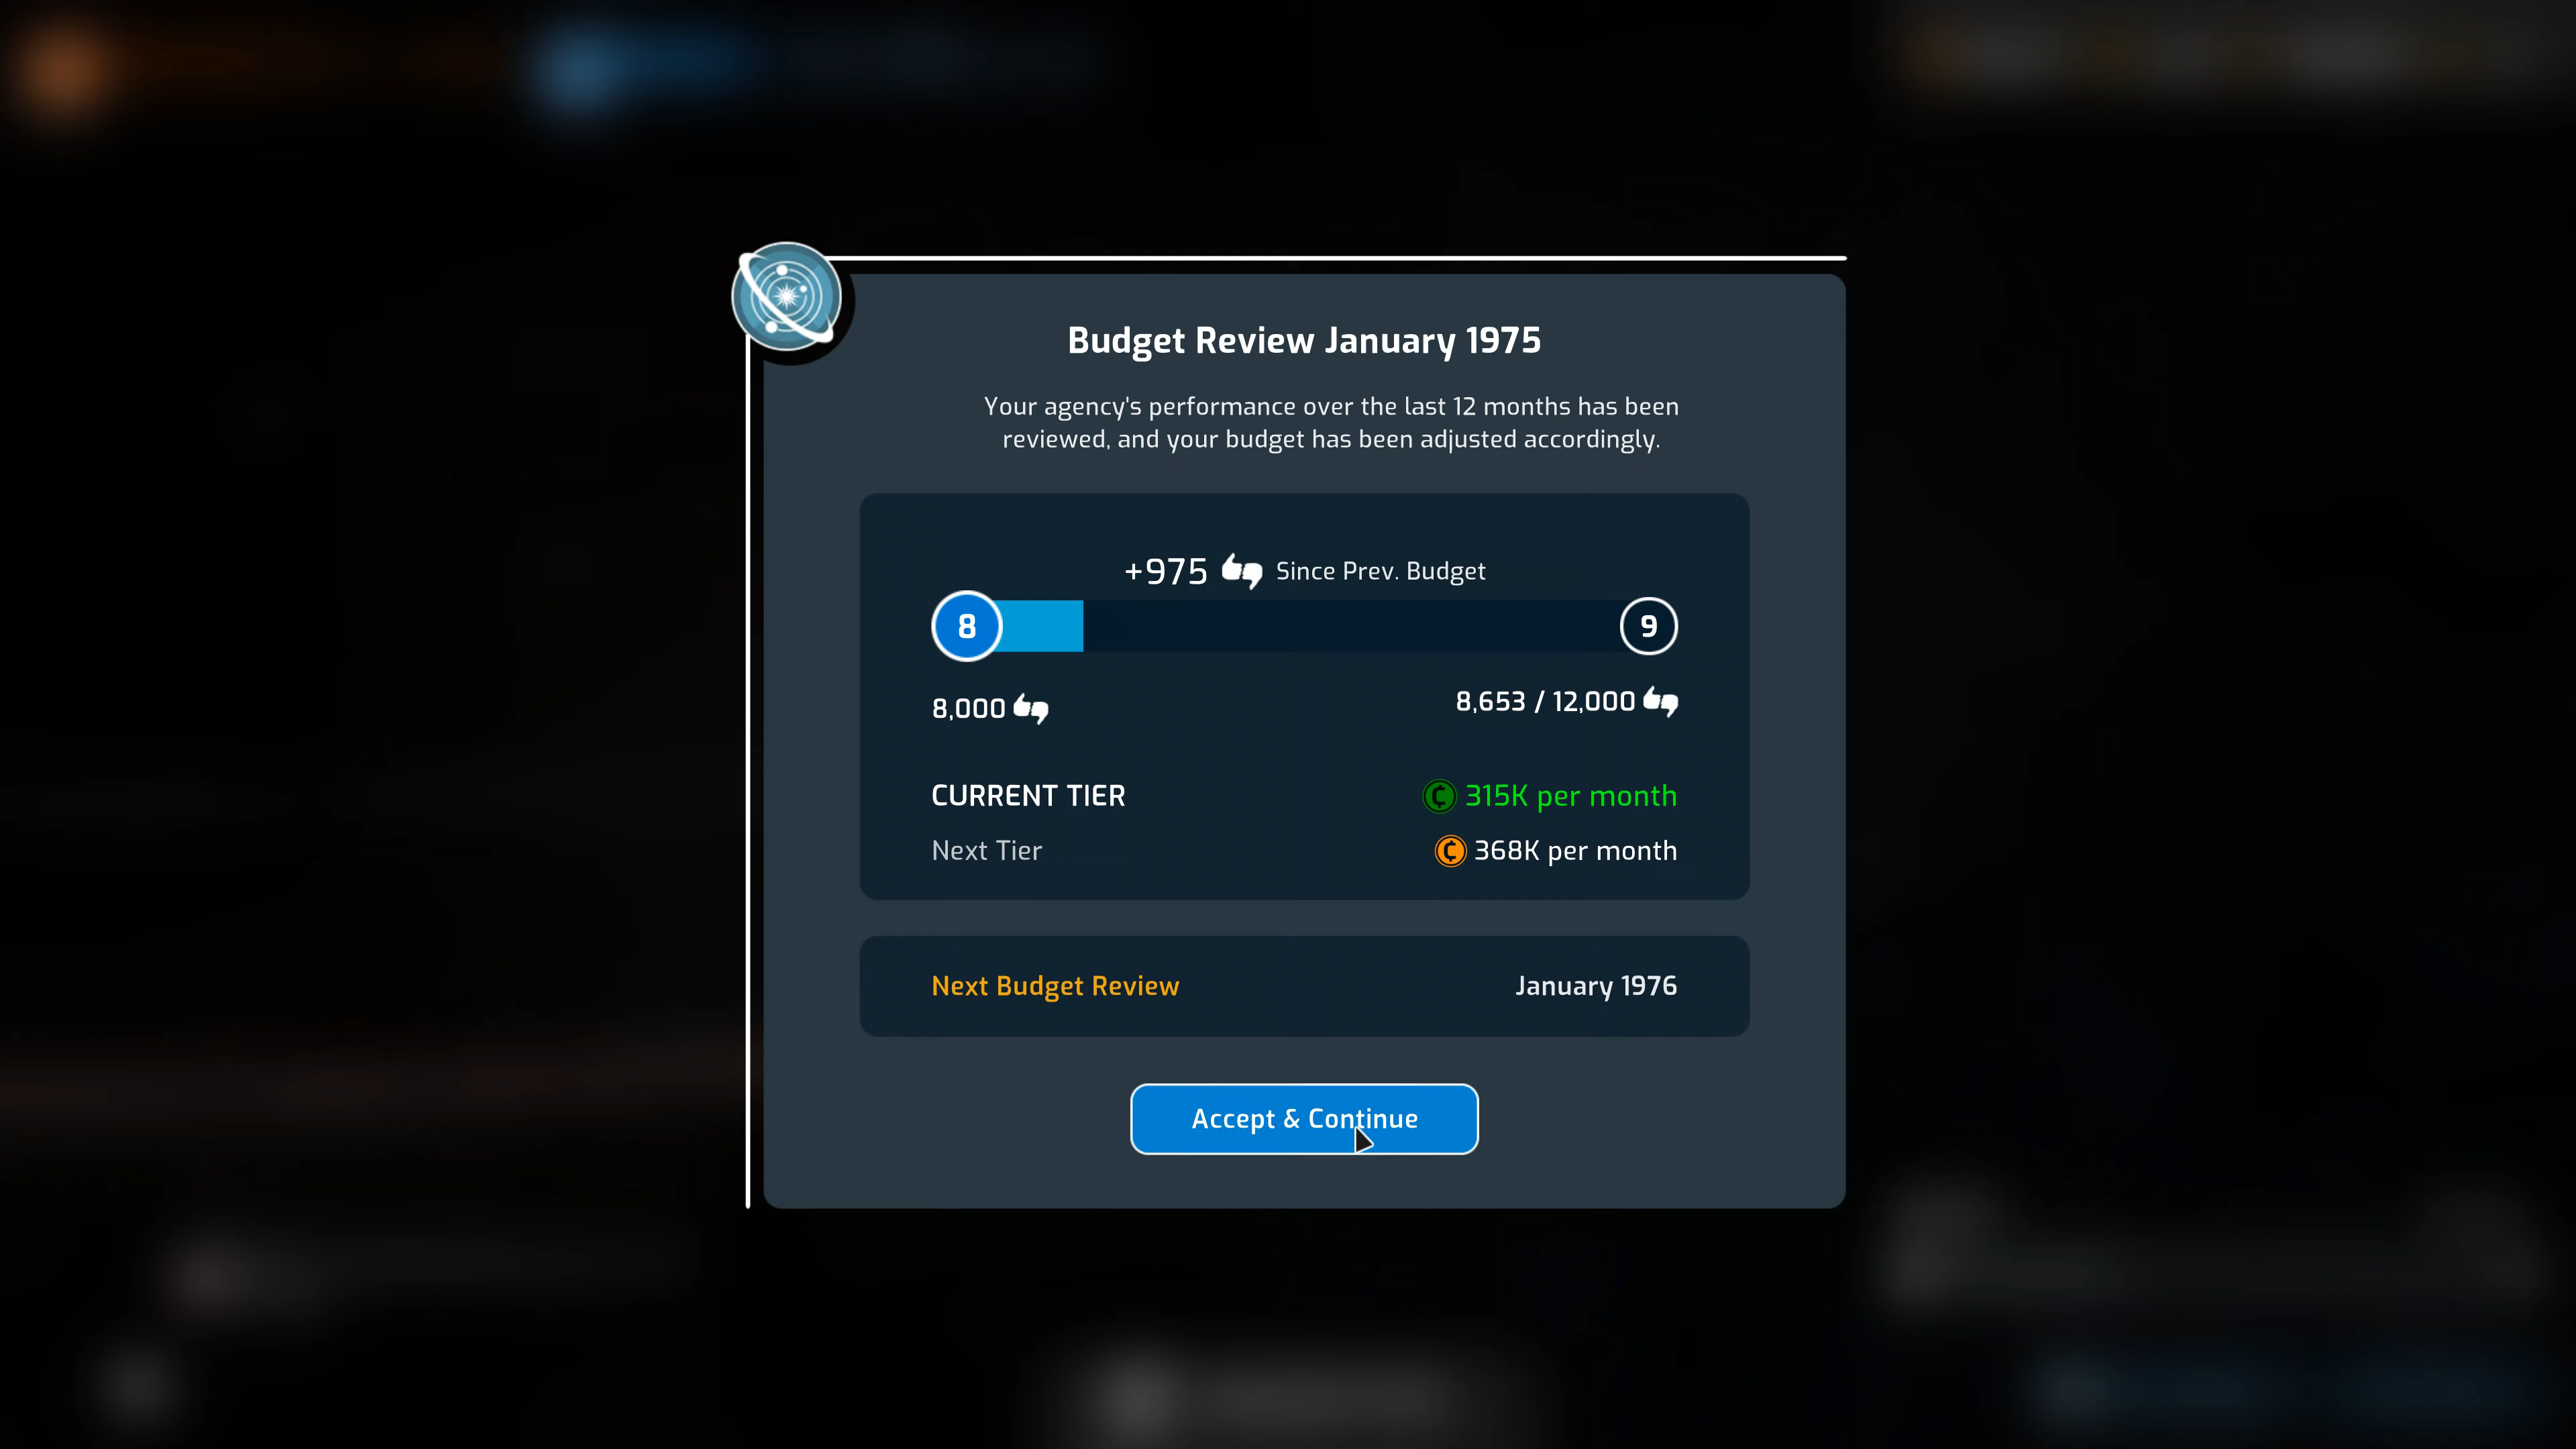 Budget Review January 1975
Your agency's performance over the last 12 months has been
reviewed, and your budget has been adjusted accordingly.
+975 Since Prev. Budget
8 9
8,000 8,653 / 12,000
CURRENT TIER 315K per month
Next Tier 368K per month
Next Budget Review January 1976
Accept & Continue